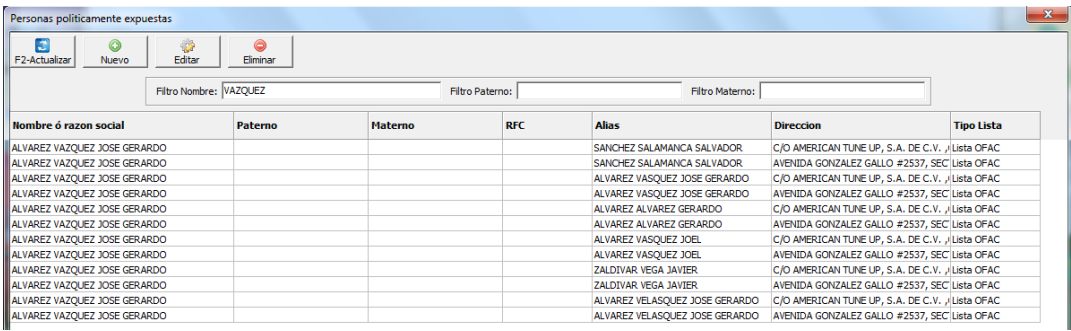 Personas politicamente expuestas
F2-Actualizar Nuevo Editar Eliminar
Filtro Nombre: VAZQUEZ Filtro Paterno: Filtro Materno:
Nombre ó razon social Paterno Materno RFC Alias Direccion Tipo Lista
ALVAREZ VAZQUEZ JOSE GERARDO SANCHEZ SALAMANCA SALVADOR C/O AMERICAN TUNE UP, S.A. DE C.V. , Lista OFAC
ALVAREZ VAZQUEZ JOSE GERARDO SANCHEZ SALAMANCA SALVADOR AVENIDA GONZALEZ GALLO #2537, SEC Lista OFAC
ALVAREZ VAZQUEZ JOSE GERARDO ALVAREZ VASQUEZ JOSE GERARDO C/O AMERICAN TUNE UP, S.A. DE C.V. , Lista OFAC
ALVAREZ VAZQUEZ JOSE GERARDO ALVAREZ VASQUEZ JOSE GERARDO AVENIDA GONZALEZ GALLO #2537, SEC Lista OFAC
ALVAREZ VAZQUEZ JOSE GERARDO ALVAREZ ALVAREZ GERARDO C/O AMERICAN TUNE UP, S.A. DE C.V. , Lista OFAC
ALVAREZ VAZQUEZ JOSE GERARDO ALVAREZ ALVAREZ GERARDO AVENIDA GONZALEZ GALLO #2537, SEC Lista OFAC
ALVAREZ VAZQUEZ JOSE GERARDO ALVAREZ VASQUEZ JOEL C/O AMERICAN TUNE UP, S.A. DE C.V. , Lista OFAC
ALVAREZ VAZQUEZ JOSE GERARDO ALVAREZ VASQUEZ JOEL AVENIDA GONZALEZ GALLO #2537, SEC Lista OFAC
ALVAREZ VAZQUEZ JOSE GERARDO ZALDIVAR VEGA JAVIER C/O AMERICAN TUNE UP, S.A. DE C.V. , Lista OFAC
ALVAREZ VAZQUEZ JOSE GERARDO ZALDIVAR VEGA JAVIER AVENIDA GONZALEZ GALLO #2537, SEC Lista OFAC
ALVAREZ VAZQUEZ JOSE GERARDO ALVAREZ VELASQUEZ JOSE GERARDO C/O AMERICAN TUNE UP, S.A. DE C.V. , Lista OFAC
ALVAREZ VAZQUEZ JOSE GERARDO ALVAREZ VELASQUEZ JOSE GERARDO AVENIDA GONZALEZ GALLO #2537, SEC Lista OFAC